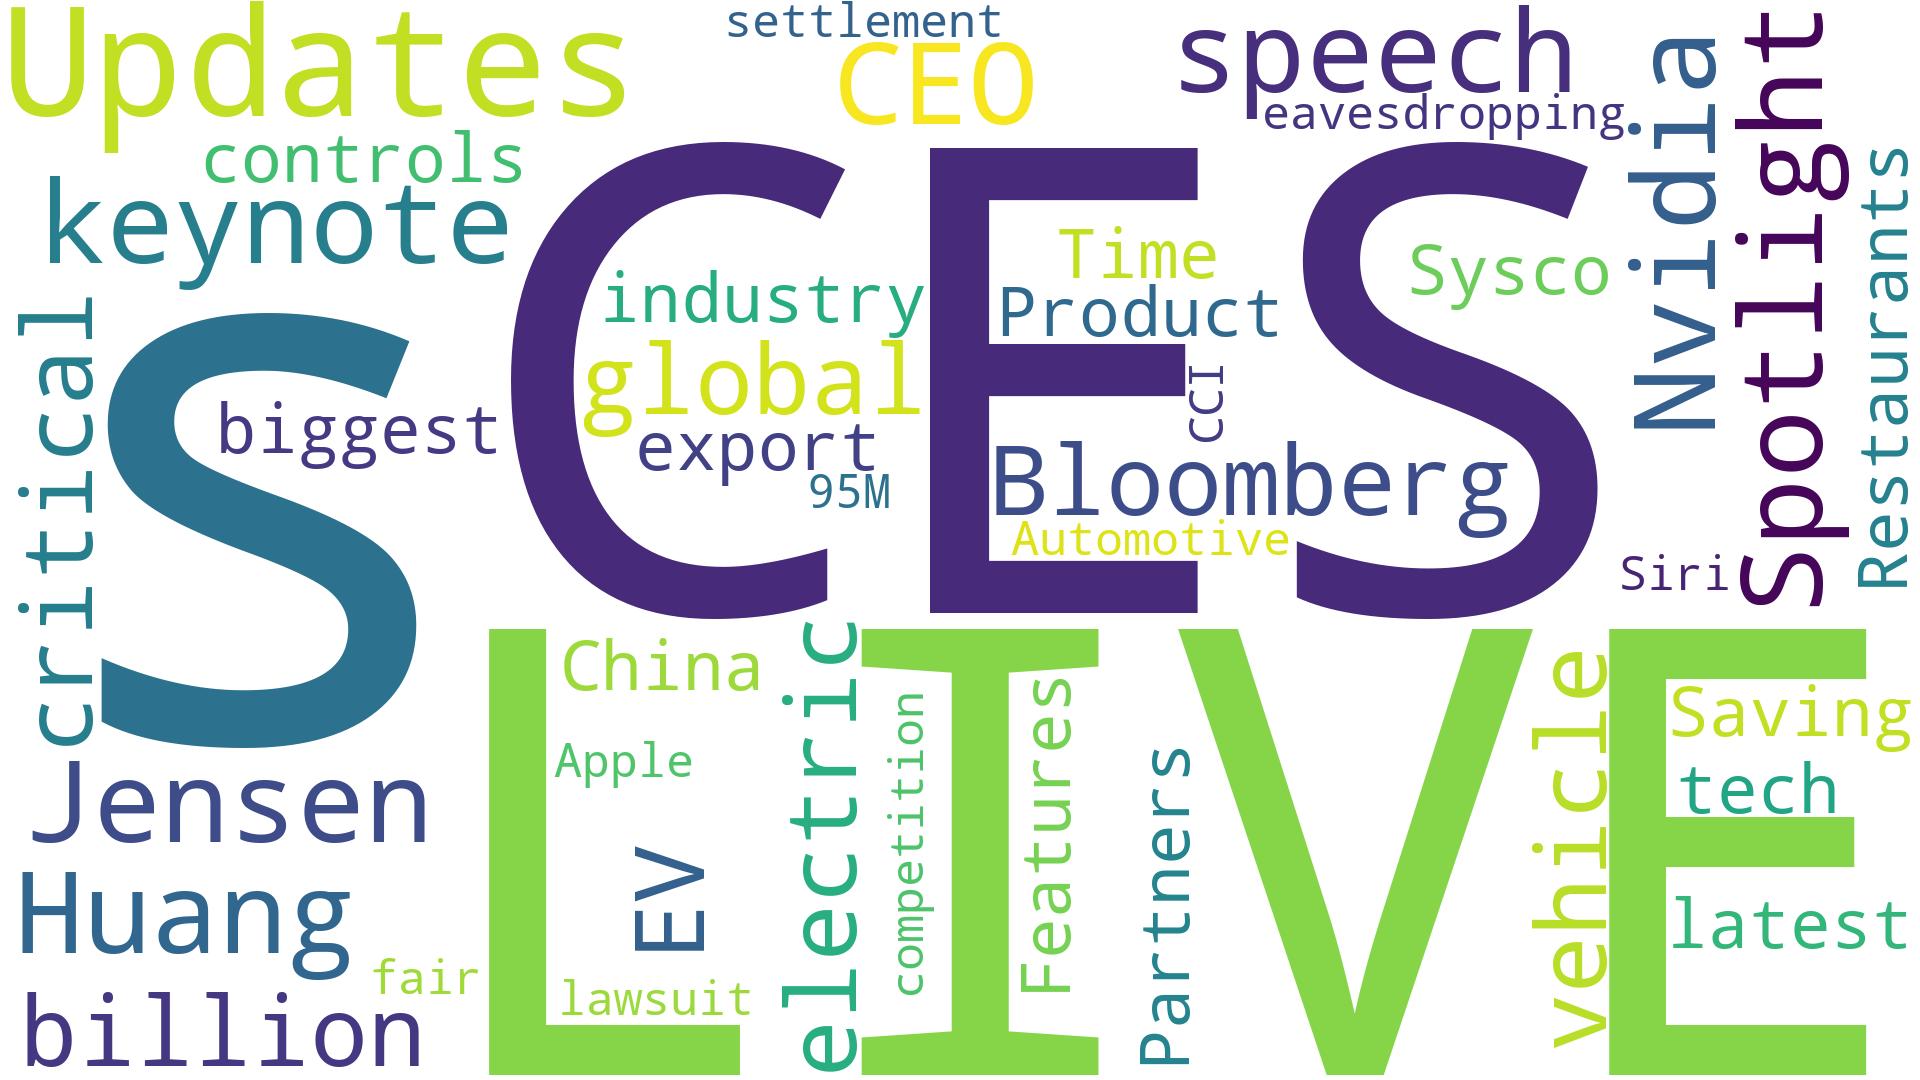 Updates
settlement
CEO
speech
eavesdropping
controls
keynote
CES
Nvidia
Spotlight
Restaurants
industry
Time
Sysco
Product
global
CCI
export
95M
Bloomberg
Automotive
Siri
critical
S
biggest
LIVE
China
Apple
EV
lawsuit
electric
competition
Features
Partners
vehicle
Saving
tech
latest
Jensen
Huang
fair
billion